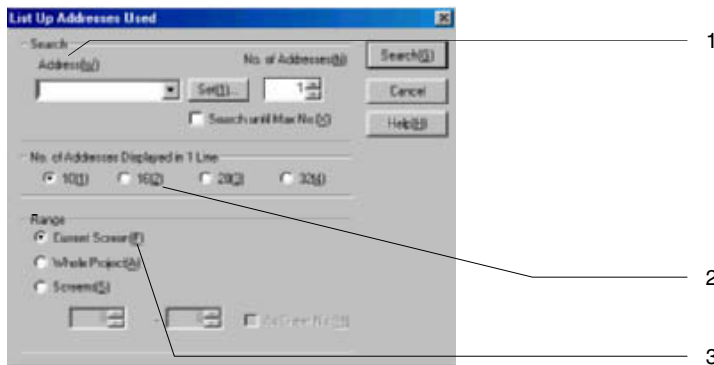 List Up Addresses Used
Search
Address(W)
No. of Addresses(N)
Search(G)
1
Set(I)...
1
Cancel
Search until Max No.(X)
Help(H)
No. of Addresses Displayed in 1 Line
10(1) 16(2) 20(3) 32(4)
Range
Current Screen(F)
Whole Project(A)
Screens(S)
2
3